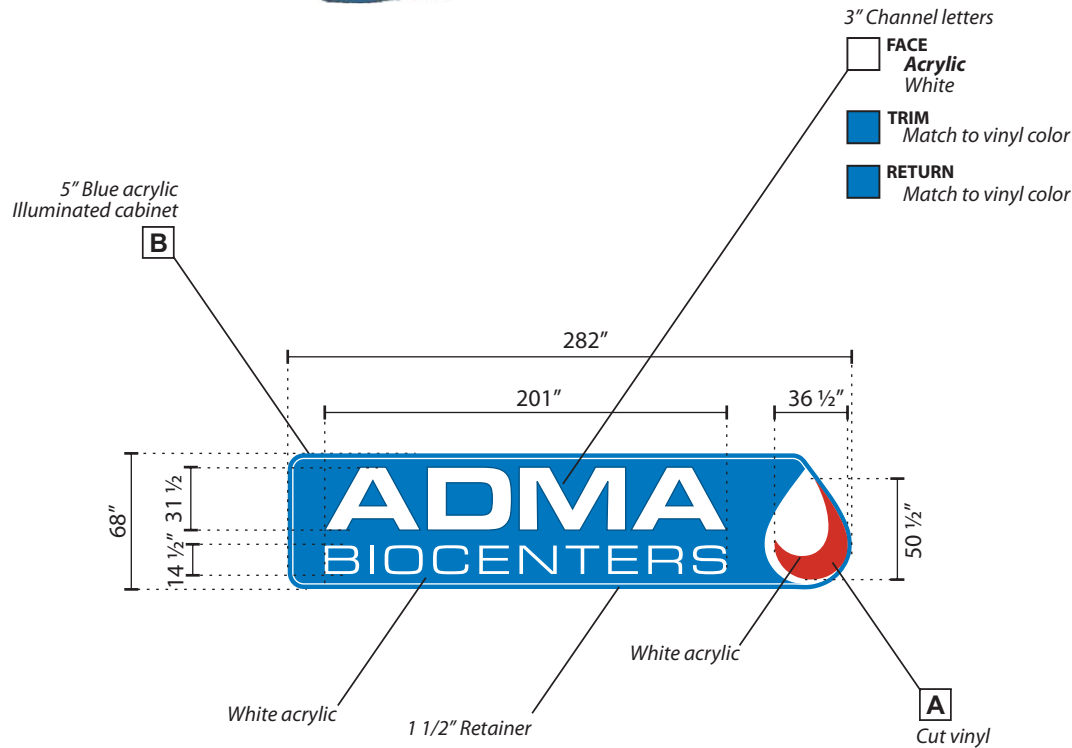 3” Channel letters
FACE
Acrylic
White
TRIM
Match to vinyl color
RETURN
Match to vinyl color
5” Blue acrylic
Illuminated cabinet
B
282”
201”
36 ½”
68”
31 ½
14 ½”
50 ½”
ADMA
BIOCENTERS
White acrylic
White acrylic
1 1/2” Retainer
A
Cut vinyl